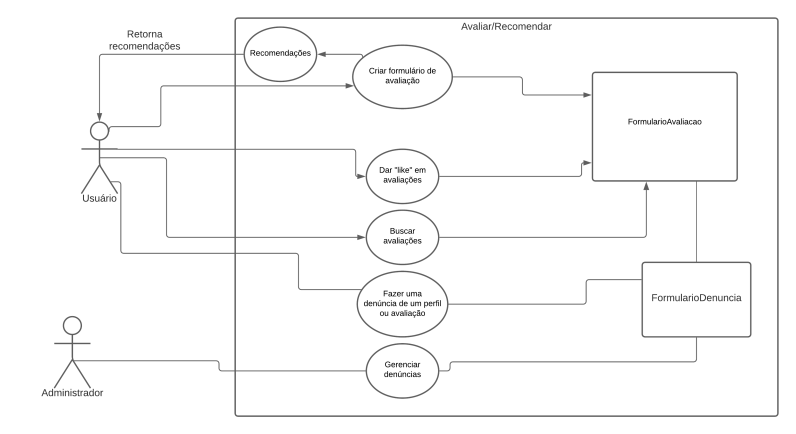 Avaliar/Recomendar
Retorna
recomendações
Recomendações
Criar formulário de
avaliação
FormularioAvaliacao
Dar "like" em
avaliações
Usuário
Buscar
avaliações
Fazer uma
denúncia de um perfil
ou avaliação
FormularioDenuncia
Gerenciar
denúncias
Administrador